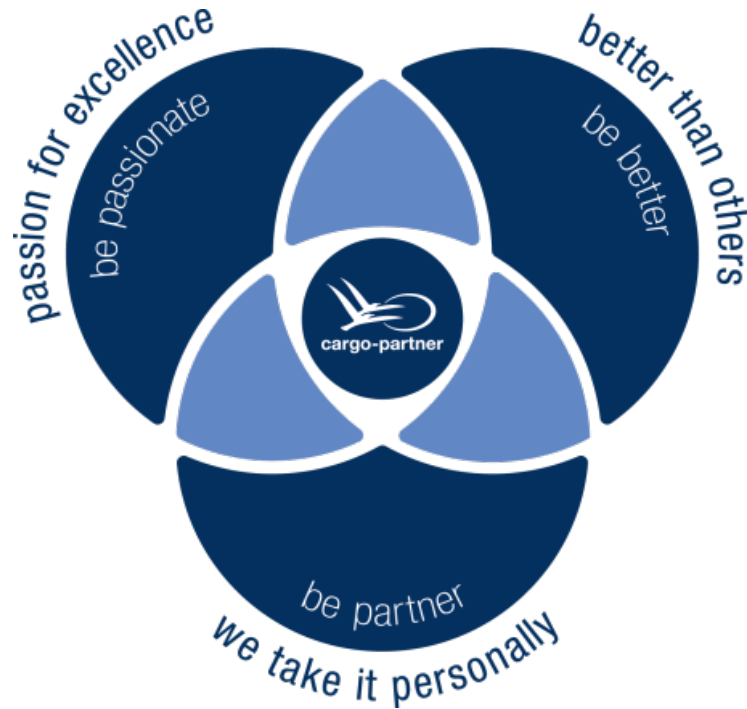 passion for excellence
be passionate
better than others
be better
cargo-partner
be partner
we take it personally